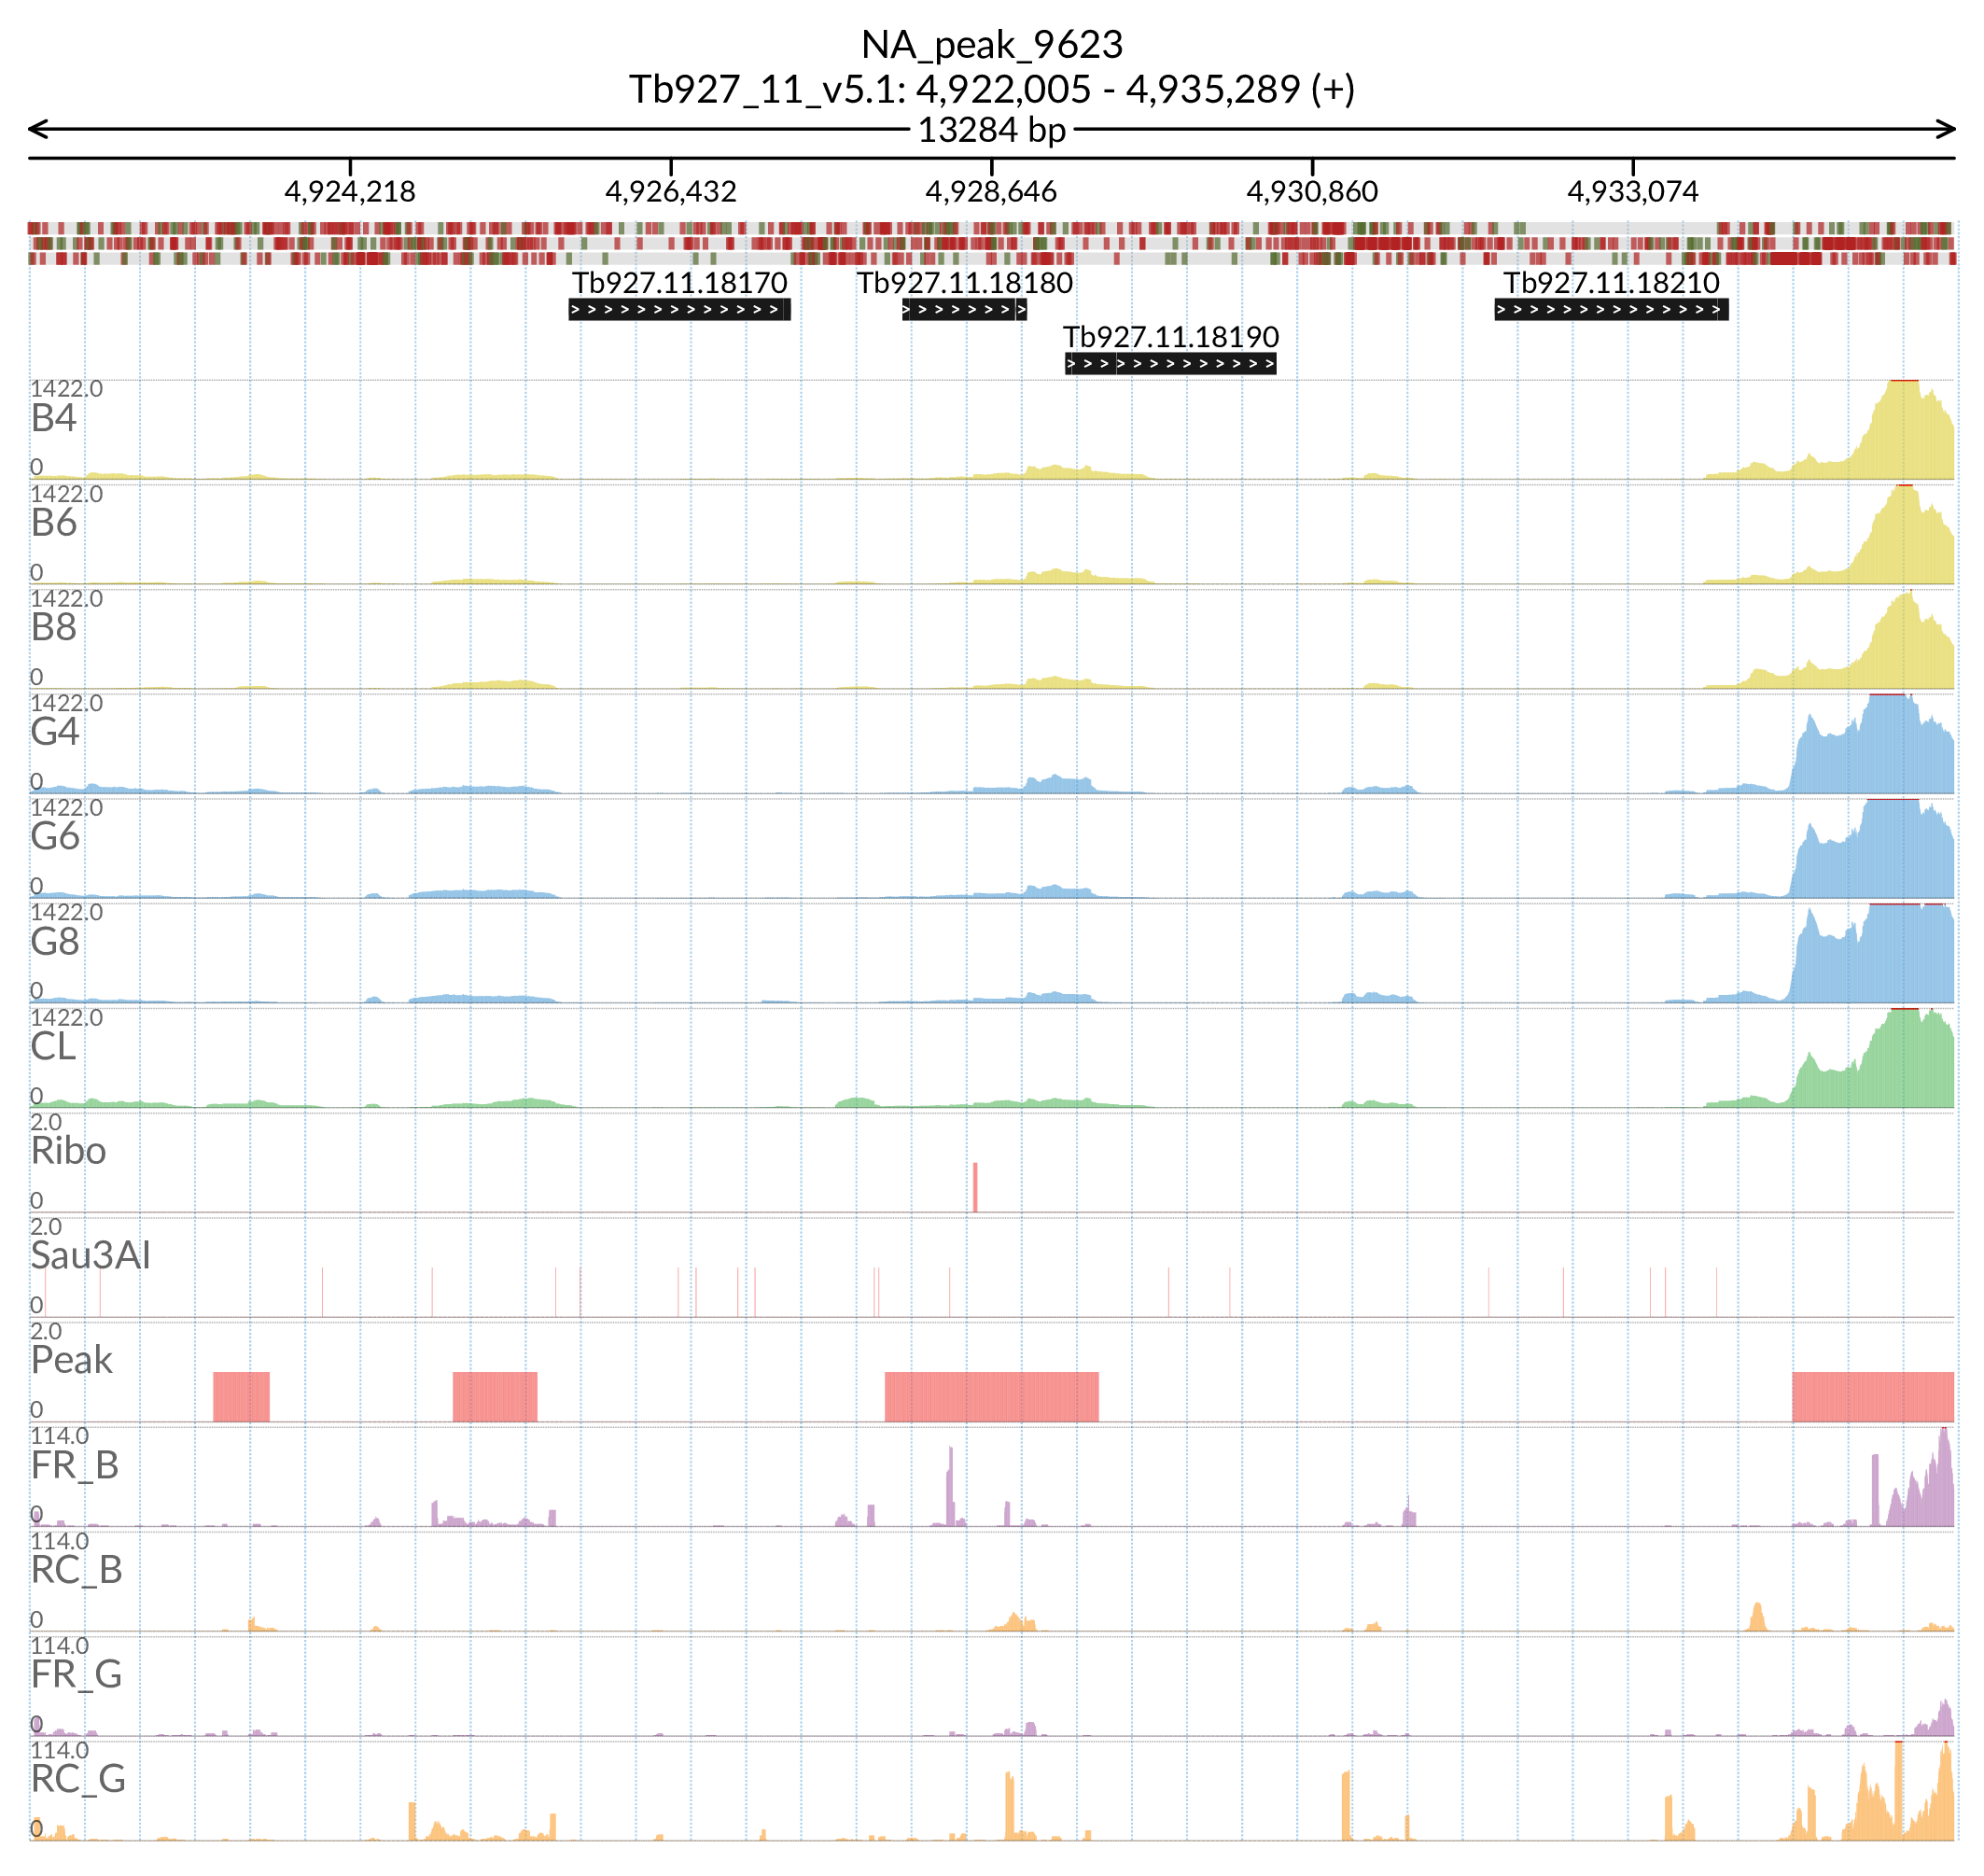 NA_peak_9623
Tb927_11_v5.1: 4,922,005 - 4,935,289 (+)
13284 bp
4,924,218 4,926,432 4,928,646 4,930,860 4,933,074
Tb927.11.18170 Tb927.11.18180 Tb927.11.18210
Tb927.11.18190
1422.0
B4
0
1422.0
B6
0
1422.0
B8
0
1422.0
G4
0
1422.0
G6
0
1422.0
G8
0
1422.0
CL
0
2.0
Ribo
0
2.0
Sau3AI
0
2.0
Peak
0
114.0
FR_B
0
114.0
RC_B
0
114.0
FR_G
0
114.0
RC_G
0